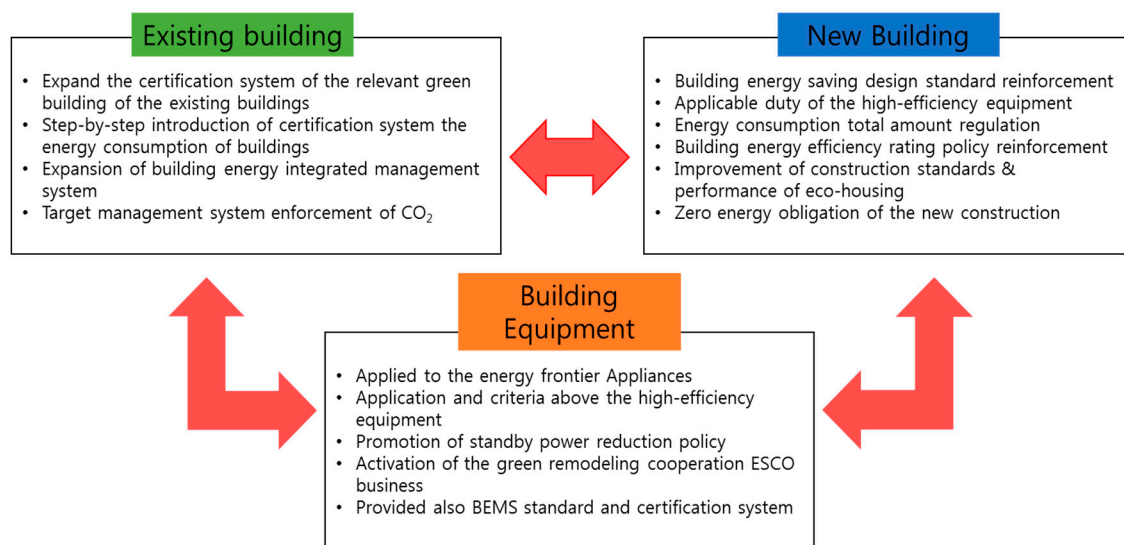 Existing building
• Expand the certification system of the relevant green
building of the existing buildings
• Step-by-step introduction of certification system the
energy consumption of buildings
• Expansion of building energy integrated management
system
• Target management system enforcement of CO₂
New Building
• Building energy saving design standard reinforcement
• Applicable duty of the high-efficiency equipment
• Energy consumption total amount regulation
• Building energy efficiency rating policy reinforcement
• Improvement of construction standards &
performance of eco-housing
• Zero energy obligation of the new construction
Building
Equipment
• Applied to the energy frontier Appliances
• Application and criteria above the high-efficiency
equipment
• Promotion of standby power reduction policy
• Activation of the green remodeling cooperation ESCO
business
• Provided also BEMS standard and certification system